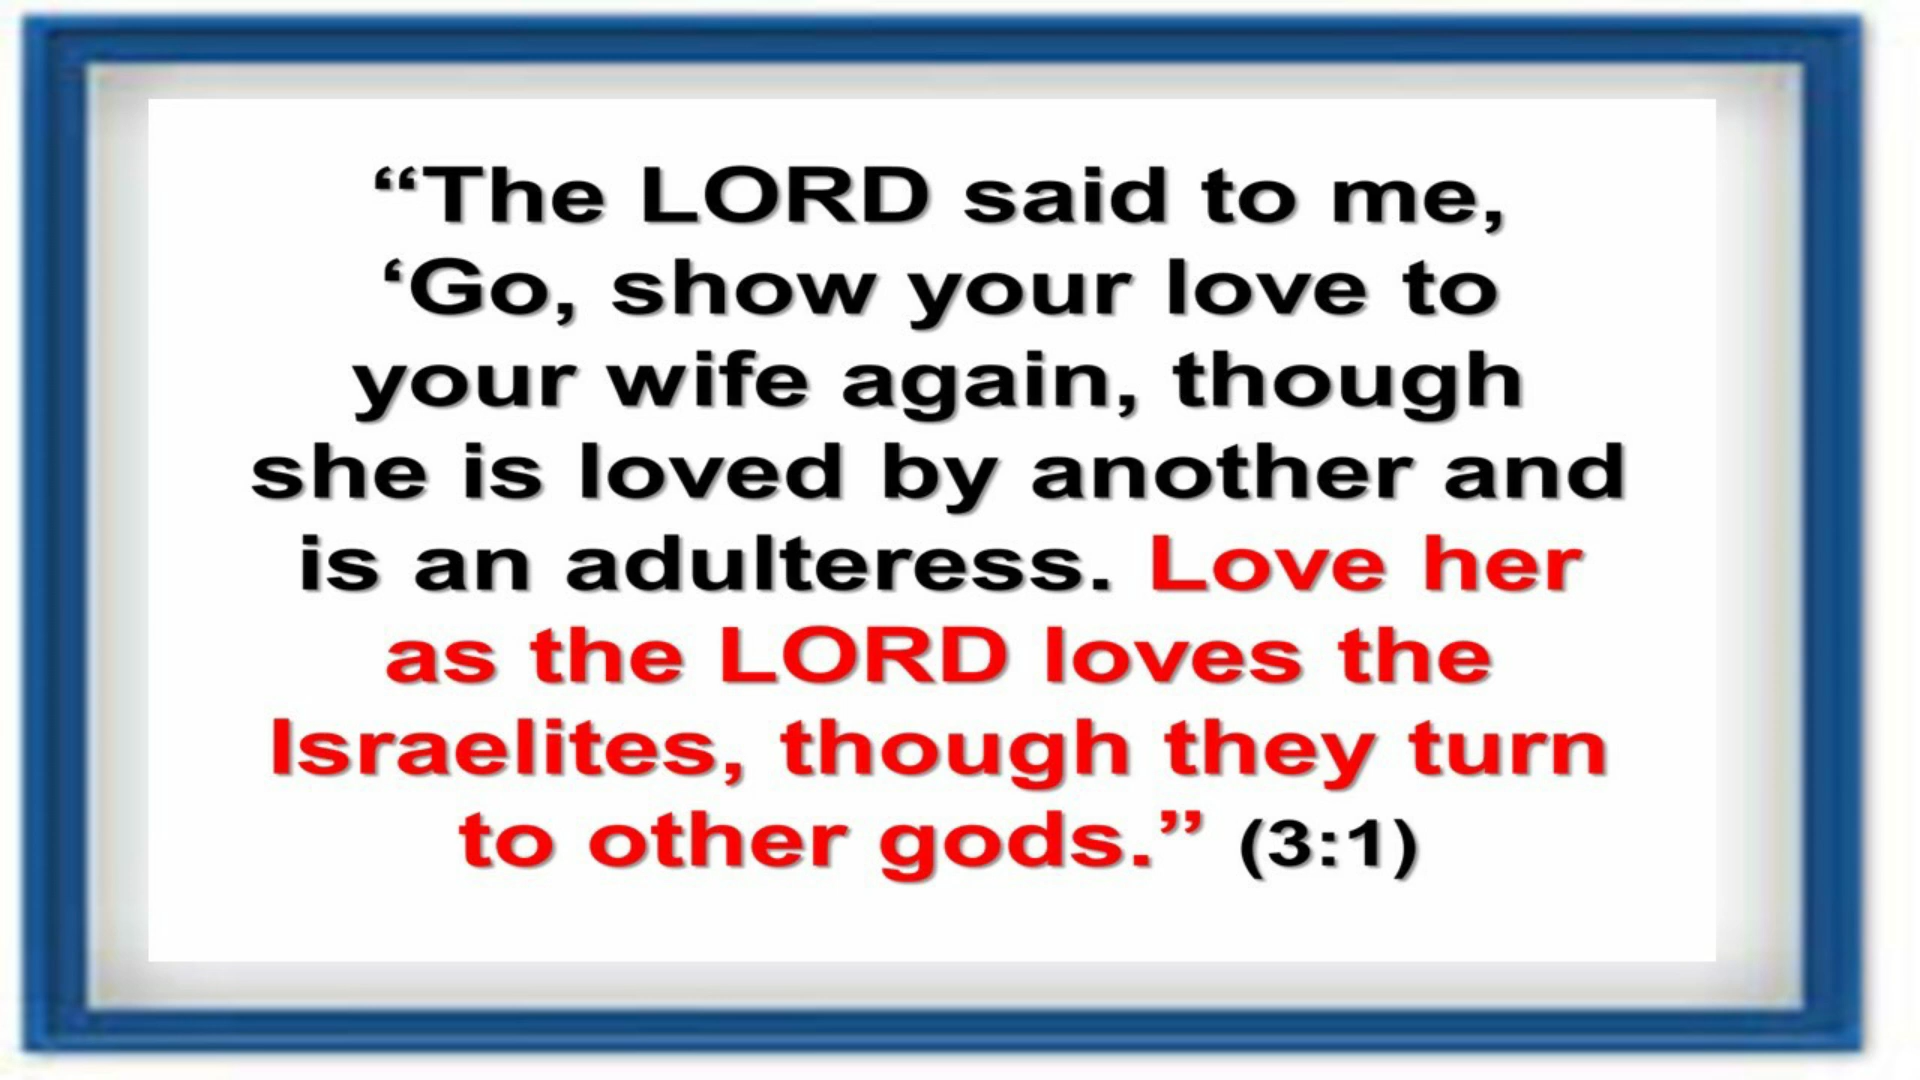 “The LORD said to me,
‘Go, show your love to
your wife again, though
she is loved by another and
is an adulteress. Love her
as the LORD loves the
Israelites, though they turn
to other gods.” (3:1)